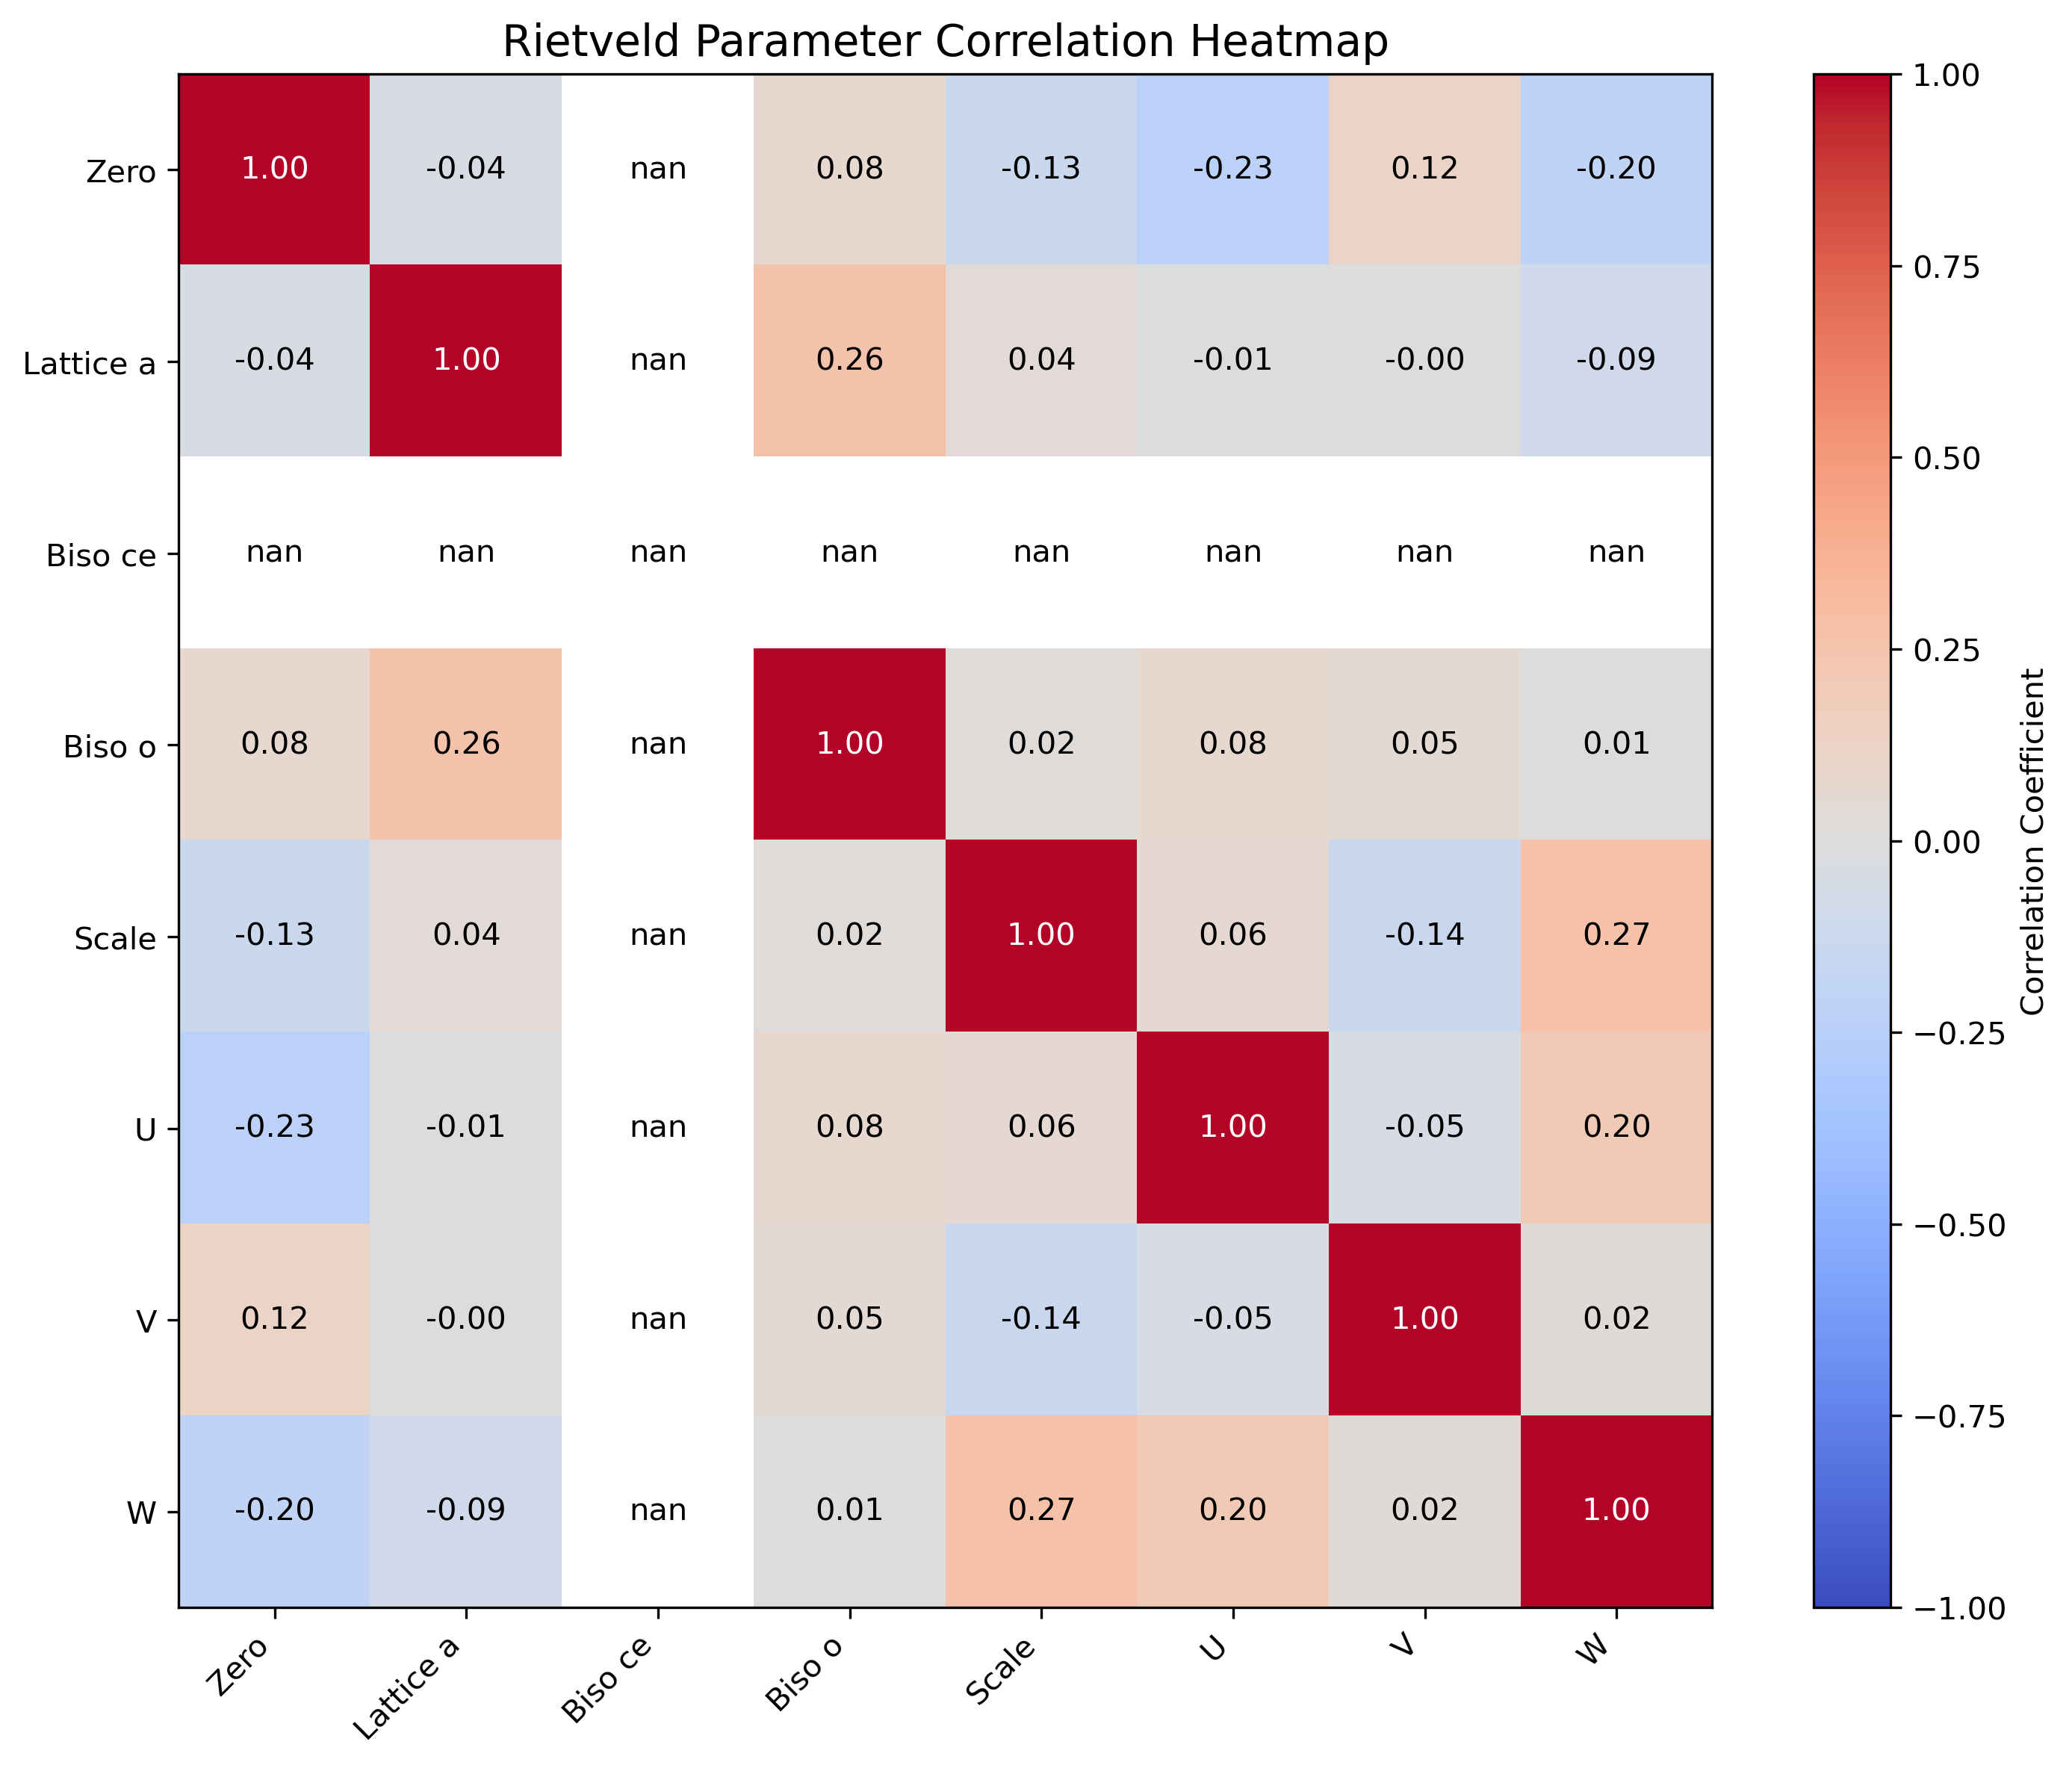 Rietveld Parameter Correlation Heatmap
Zero 1.00 -0.04 nan 0.08 -0.13 -0.23 0.12 -0.20
Lattice a -0.04 1.00 nan 0.26 0.04 -0.01 -0.00 -0.09
Biso ce nan nan nan nan nan nan nan nan
Biso o 0.08 0.26 nan 1.00 0.02 0.08 0.05 0.01
Scale -0.13 0.04 nan 0.02 1.00 0.06 -0.14 0.27
U -0.23 -0.01 nan 0.08 0.06 1.00 -0.05 0.20
V 0.12 -0.00 nan 0.05 -0.14 -0.05 1.00 0.02
W -0.20 -0.09 nan 0.01 0.27 0.20 0.02 1.00
Zero Lattice a Biso ce Biso o Scale U V W
1.00
0.75
0.50
0.25
0.00
−0.25
−0.50
−0.75
−1.00
Correlation Coefficient